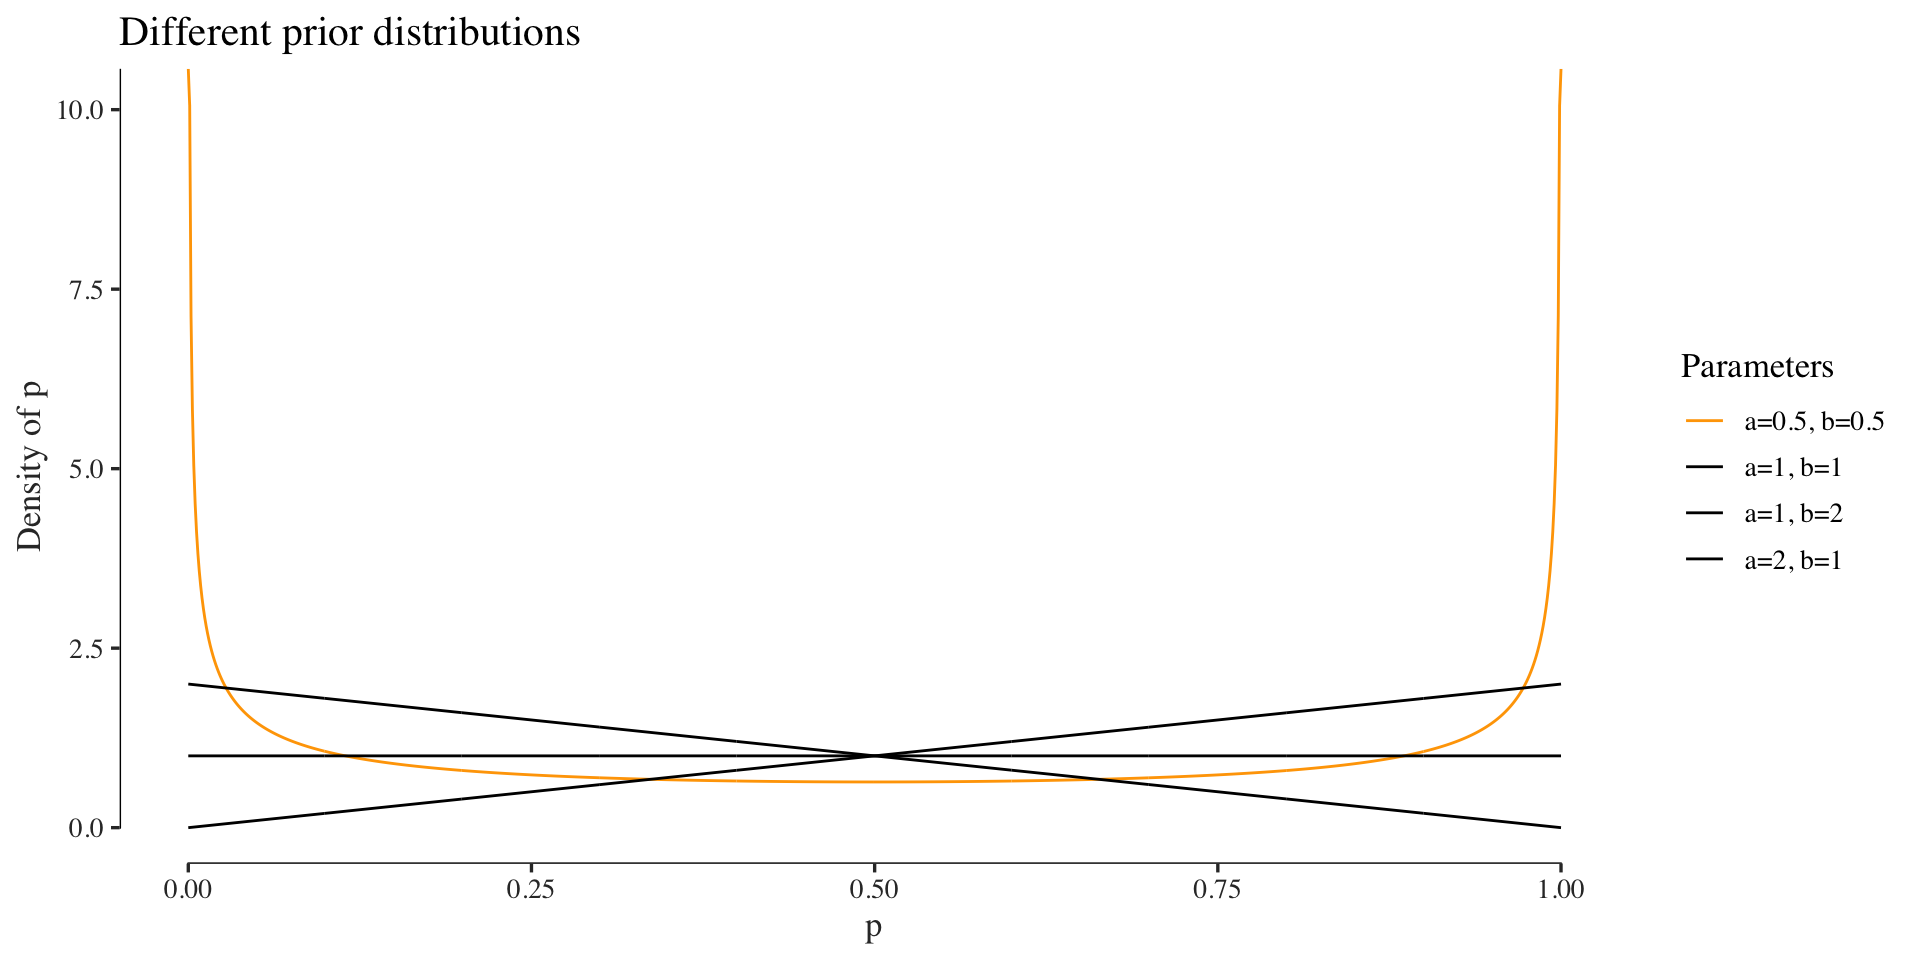 Different prior distributions
10.0
7.5
5.0
2.5
0.0
Density of p
0.00 0.25 0.50 0.75 1.00
p
Parameters
a=0.5, b=0.5
a=1, b=1
a=1, b=2
a=2, b=1